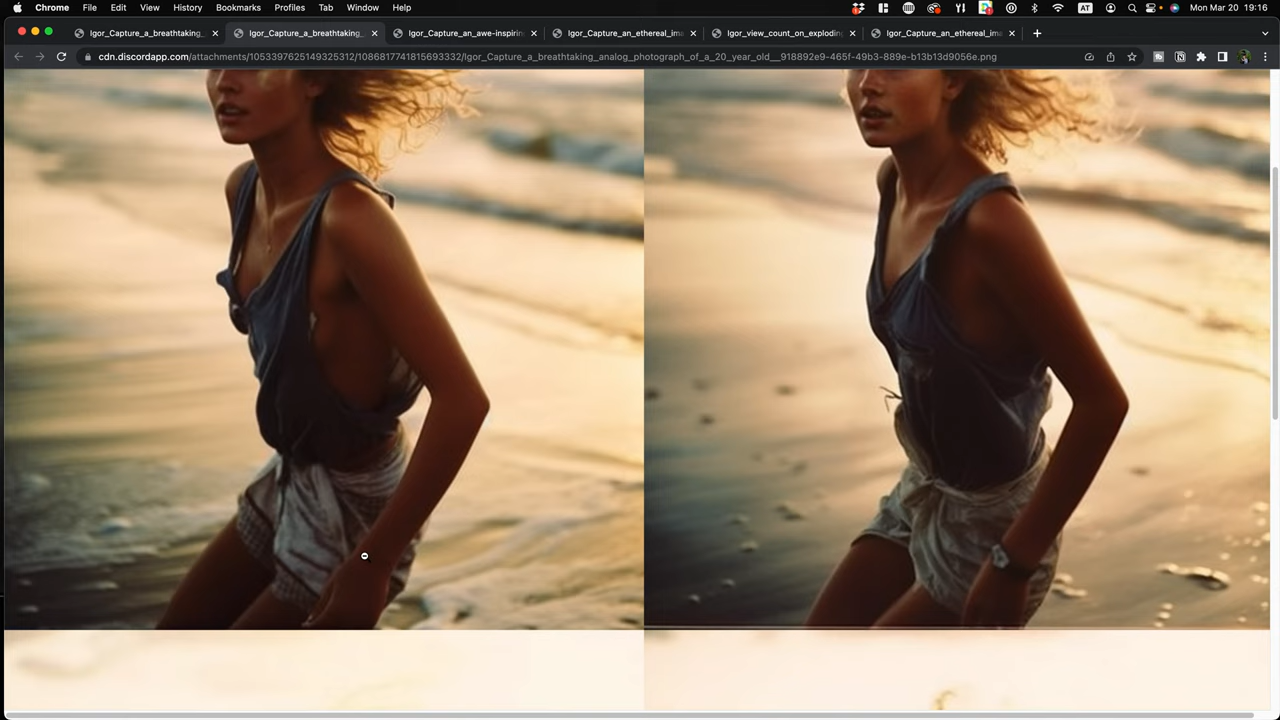 Chrome File Edit View History Bookmarks Profiles Tab Window Help AT Mon Mar 20 19:16
Igor_Capture_a_breathtaking_ Igor_Capture_a_breathtaking_ Igor_Capture_an_awe-inspirin Igor_Capture_an_ethereal_ima Igor_view_count_on_explodin Igor_Capture_an_ethereal_ima
cdn.discordapp.com/attachments/1053397625149325312/1086817741815693332/Igor_Capture_a_breathtaking_analog_photograph_of_a_20_year_old__918892e9-465f-49b3-889e-b13b13d9056e.png